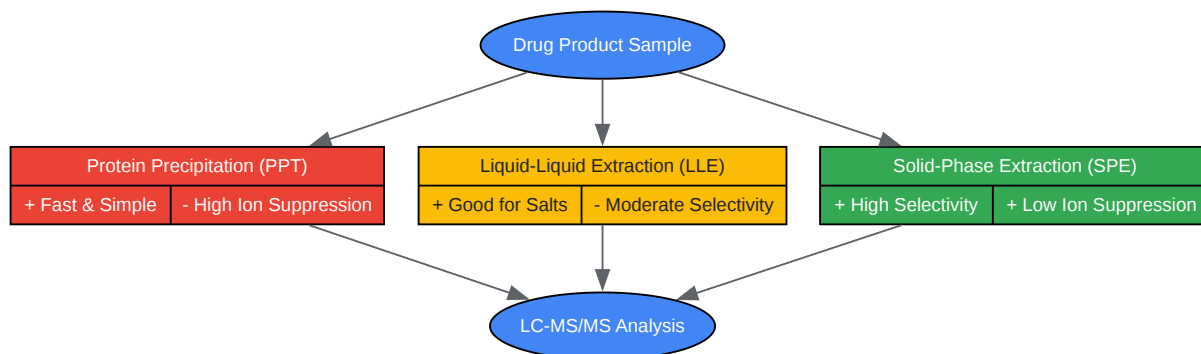 Drug Product Sample
Protein Precipitation (PPT)
+ Fast & Simple
- High Ion Suppression
Liquid-Liquid Extraction (LLE)
+ Good for Salts
- Moderate Selectivity
Solid-Phase Extraction (SPE)
+ High Selectivity
+ Low Ion Suppression
LC-MS/MS Analysis